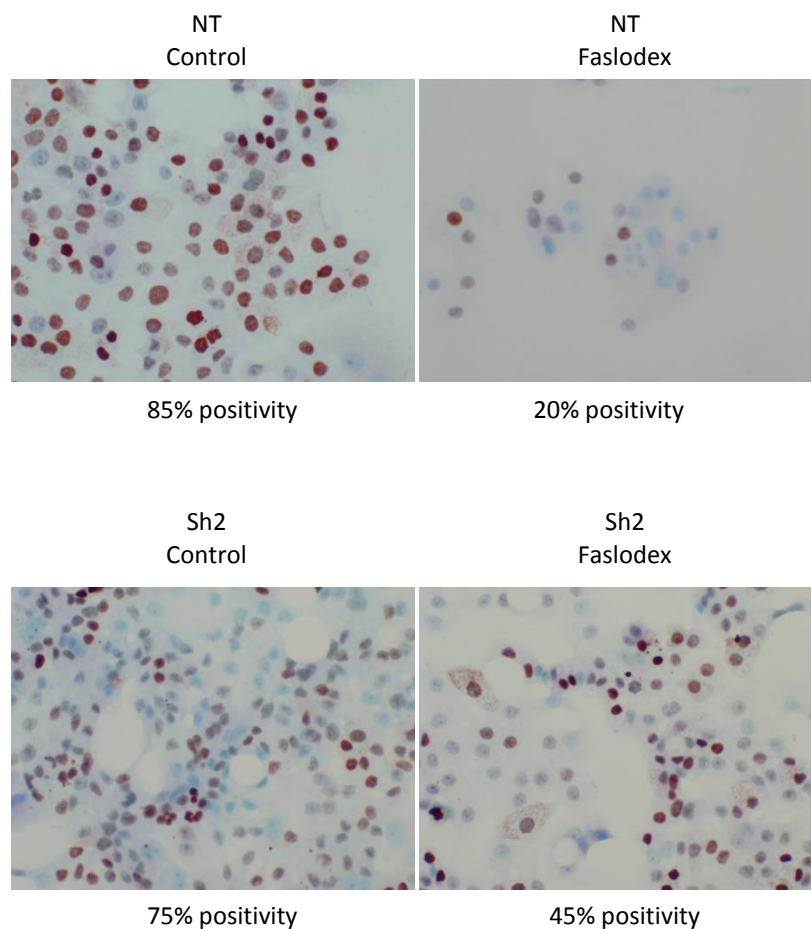 NT
Control
NT
Faslodex
85% positivity
20% positivity
Sh2
Control
Sh2
Faslodex
75% positivity
45% positivity